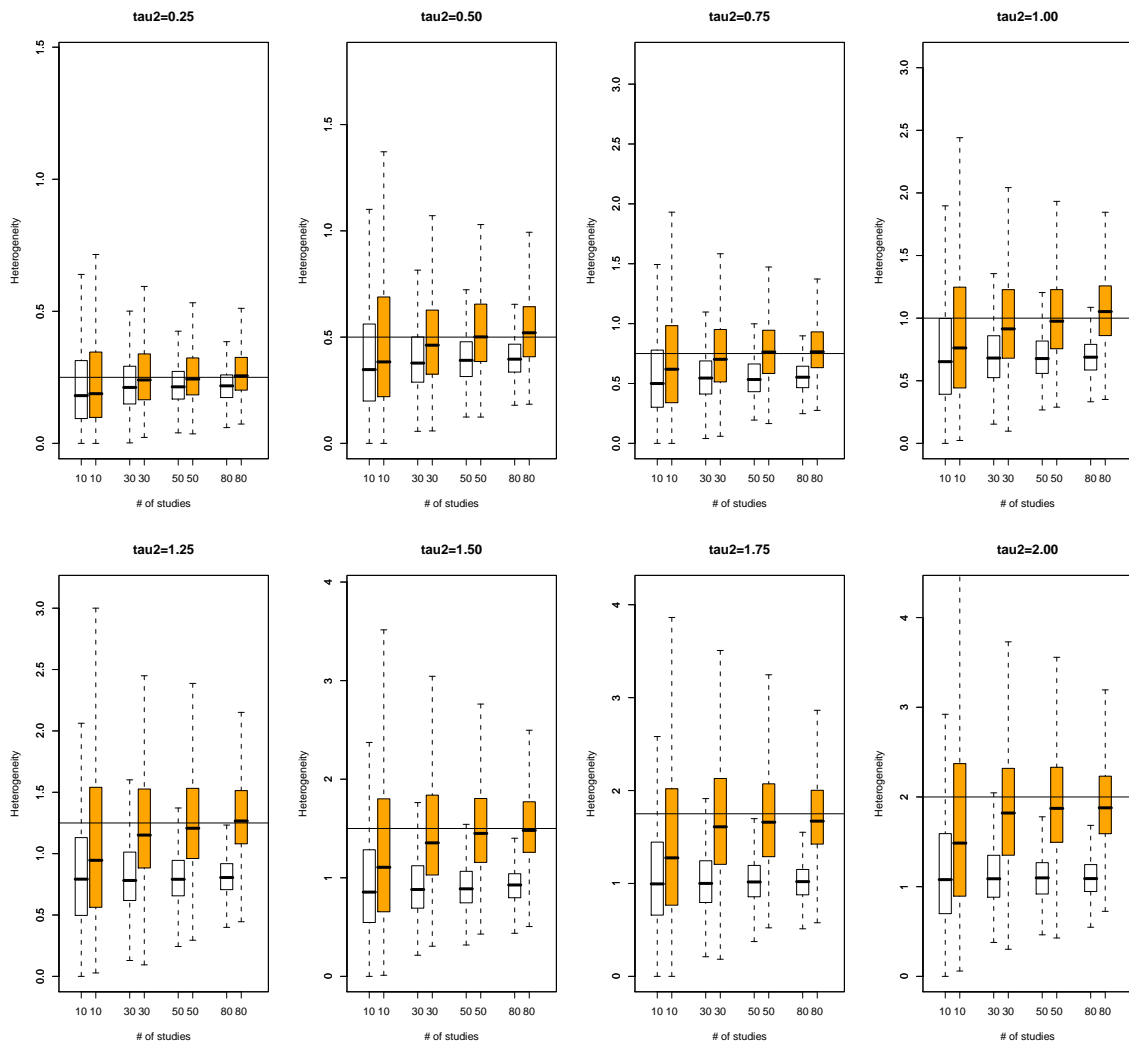 tau2=0.25
tau2=0.50
tau2=0.75
tau2=1.00
Heterogeneity
0.0 0.5 1.0 1.5
10 10 30 30 50 50 80 80
# of studies
Heterogeneity
0.0 0.5 1.0 1.5
10 10 30 30 50 50 80 80
# of studies
Heterogeneity
0.0 0.5 1.0 1.5 2.0 2.5 3.0
10 10 30 30 50 50 80 80
# of studies
Heterogeneity
0.0 0.5 1.0 1.5 2.0 2.5 3.0
10 10 30 30 50 50 80 80
# of studies
tau2=1.25
tau2=1.50
tau2=1.75
tau2=2.00
Heterogeneity
0.0 0.5 1.0 1.5 2.0 2.5 3.0
10 10 30 30 50 50 80 80
# of studies
Heterogeneity
0 1 2 3 4
10 10 30 30 50 50 80 80
# of studies
Heterogeneity
0 1 2 3 4
10 10 30 30 50 50 80 80
# of studies
Heterogeneity
0 1 2 3 4
10 10 30 30 50 50 80 80
# of studies